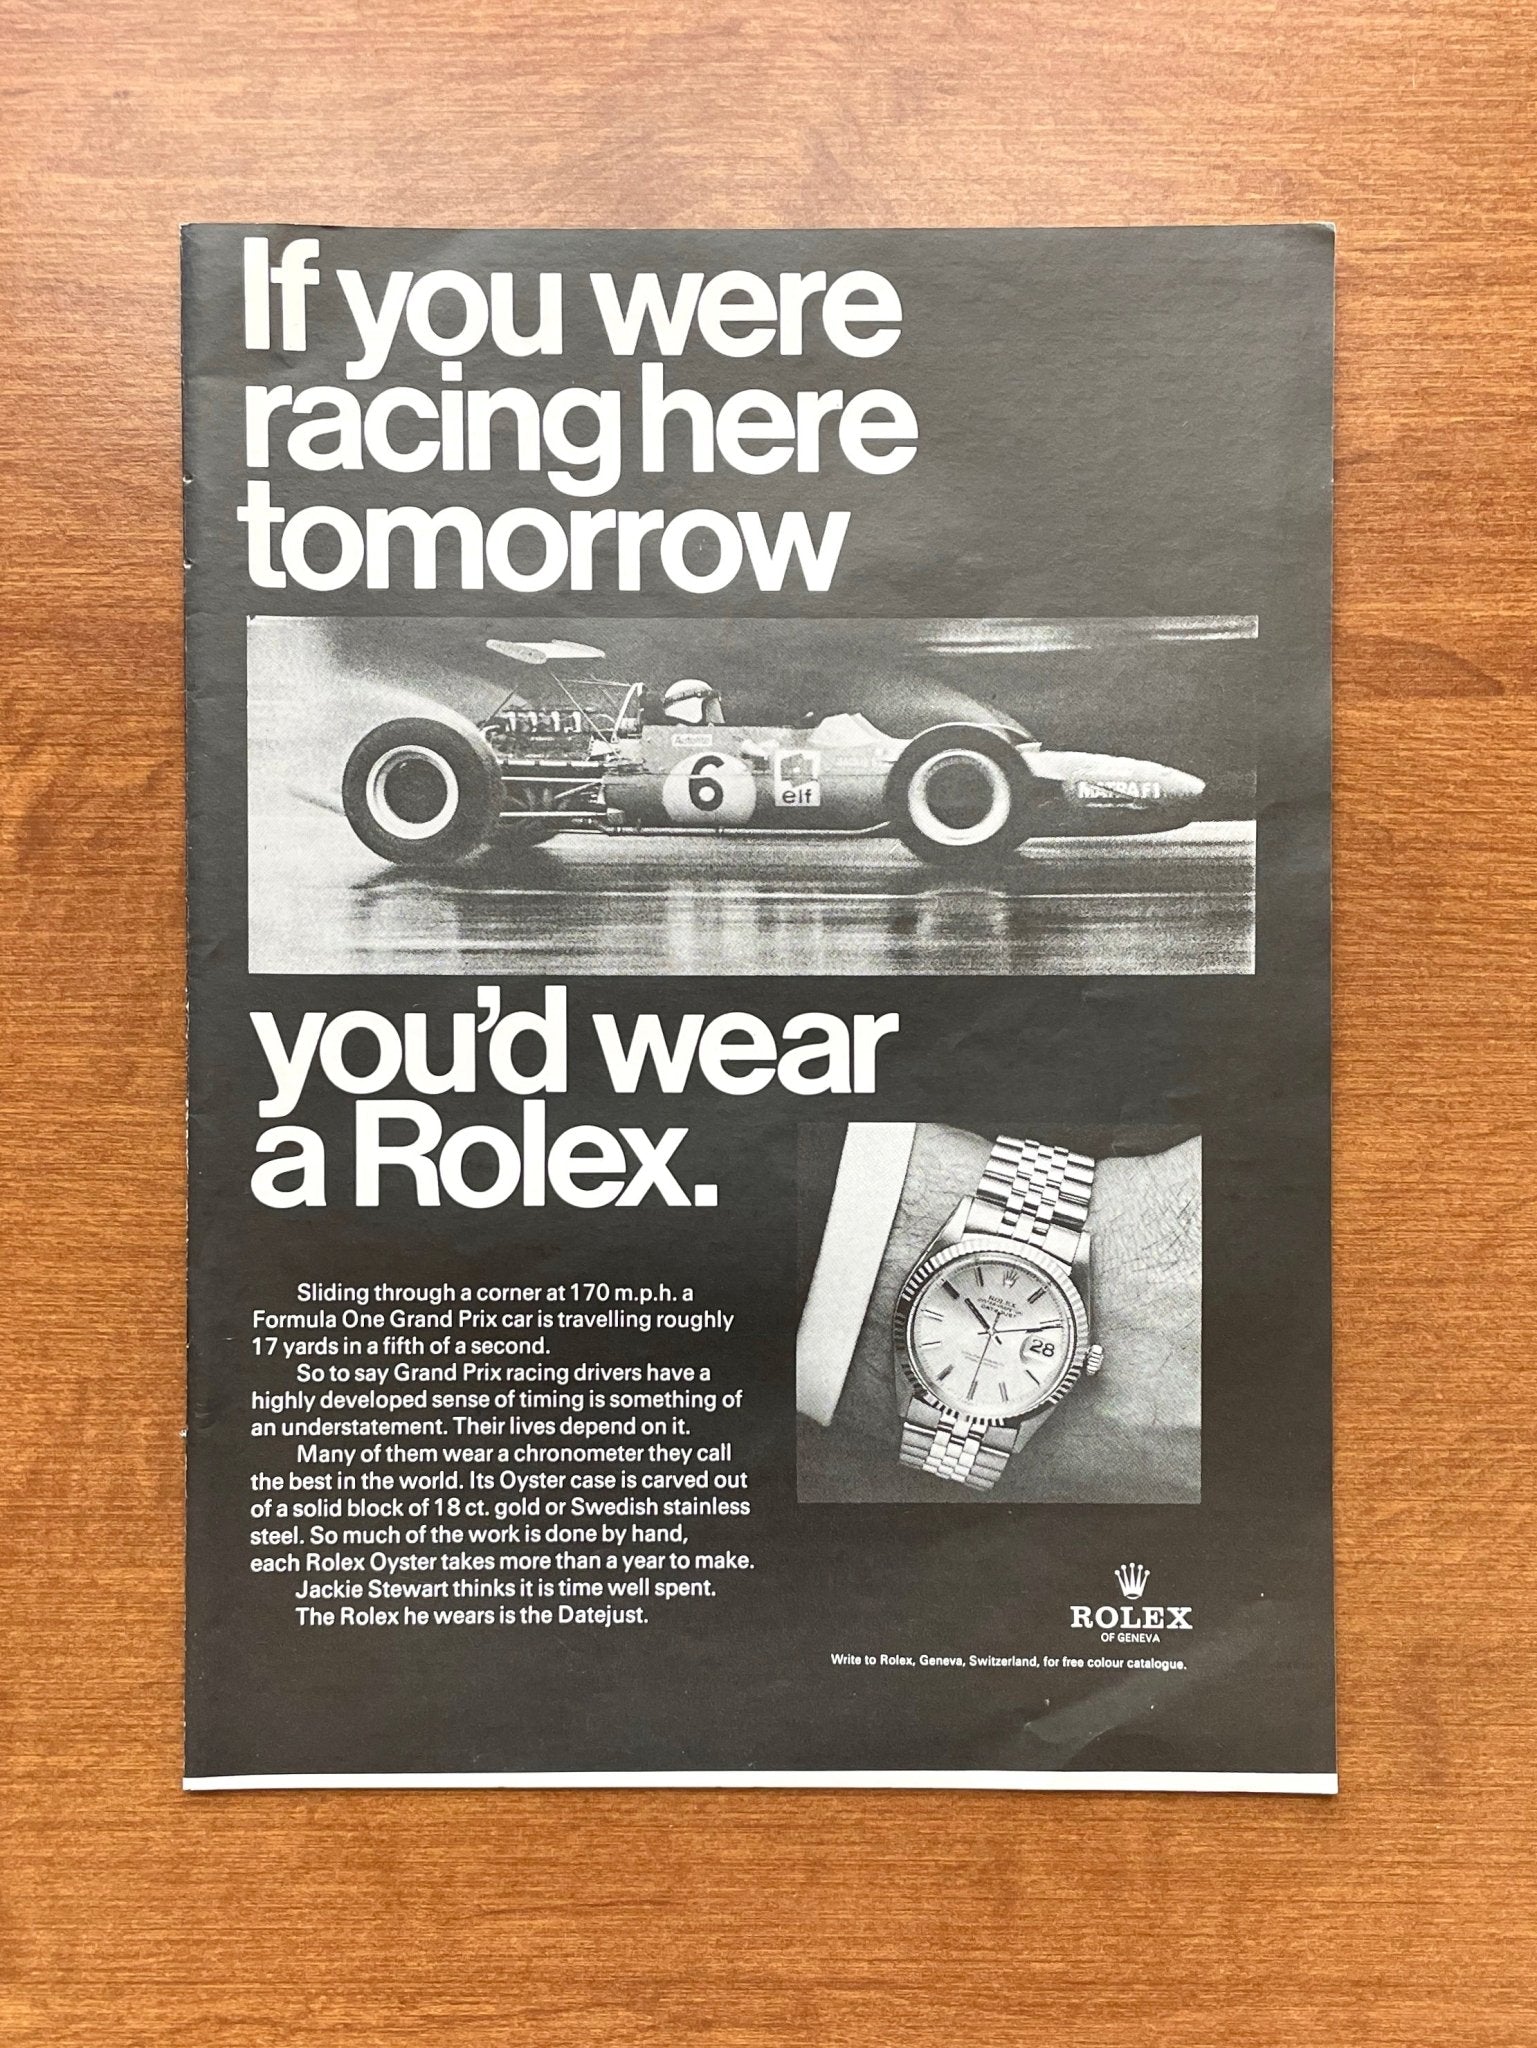 If you were
racing here
tomorrow
Autolite
6
elf
MATRA F1
you'd wear
a Rolex.
ROLEX
DATEJUST
28
Sliding through a corner at 170 m.p.h. a
Formula One Grand Prix car is travelling roughly
17 yards in a fifth of a second.
So to say Grand Prix racing drivers have a
highly developed sense of timing is something of
an understatement. Their lives depend on it.
Many of them wear a chronometer they call
the best in the world. Its Oyster case is carved out
of a solid block of 18 ct. gold or Swedish stainless
steel. So much of the work is done by hand,
each Rolex Oyster takes more than a year to make.
Jackie Stewart thinks it is time well spent.
The Rolex he wears is the Datejust.
ROLEX
OF GENEVA
Write to Rolex, Geneva, Switzerland, for free colour catalogue.